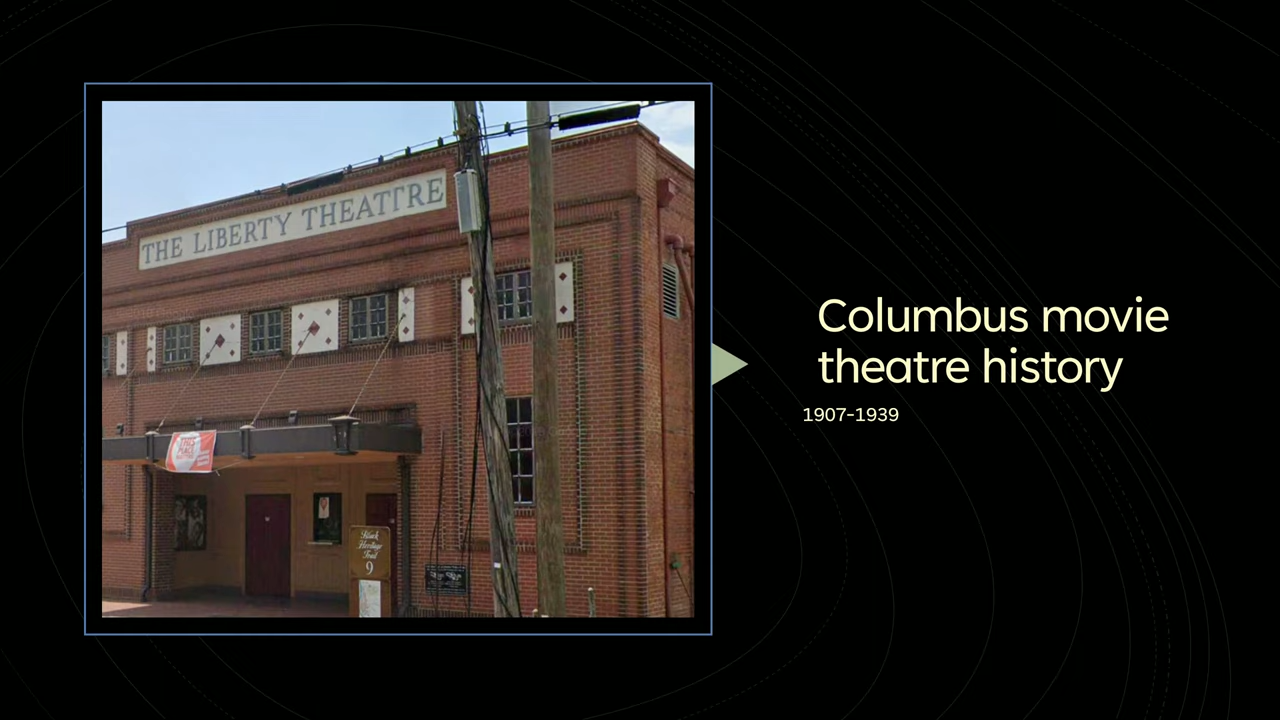 THE LIBERTY THEATRE
Black
Heritage
Trail
9
Columbus movie
theatre history
1907-1939